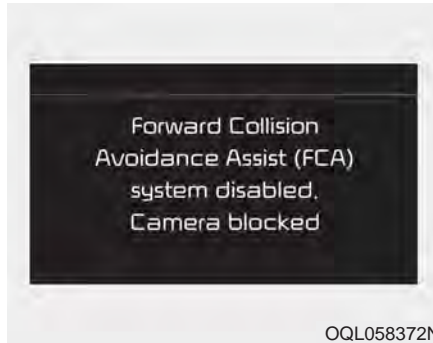 Forward Collision
Avoidance Assist (FCA)
system disabled.
Camera blocked
OQL058372N